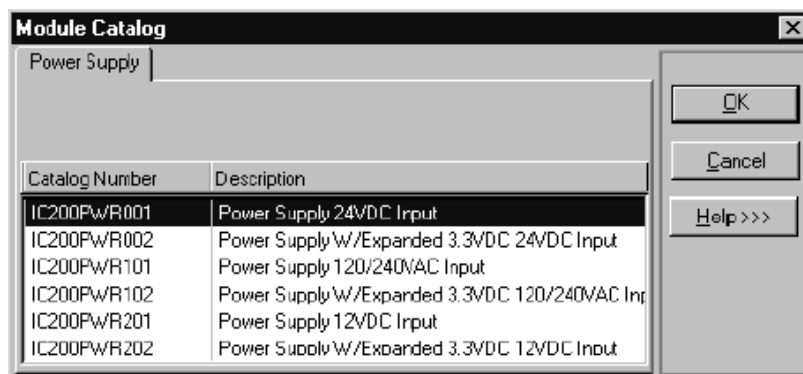 Module Catalog
Power Supply
OK
Cancel
Help >>>
Catalog Number Description
IC200PWR001 Power Supply 24VDC Input
IC200PWR002 Power Supply W/Expanded 3.3VDC 24VDC Input
IC200PWR101 Power Supply 120/240VAC Input
IC200PWR102 Power Supply W/Expanded 3.3VDC 120/240VAC Inp
IC200PWR201 Power Supply 12VDC Input
IC200PWR202 Power Supply W/Expanded 3.3VDC 12VDC Input